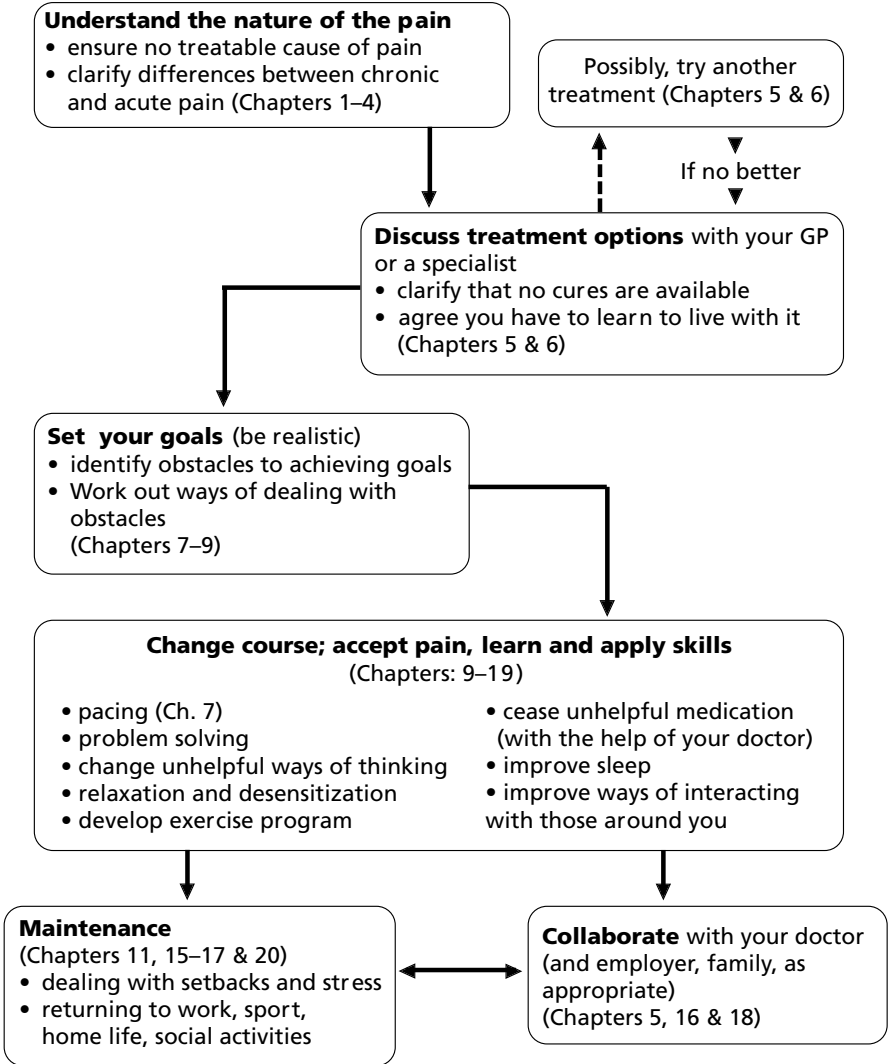 Understand the nature of the pain
• ensure no treatable cause of pain
• clarify differences between chronic
and acute pain (Chapters 1–4)
Possibly, try another
treatment (Chapters 5 & 6)
If no better
Discuss treatment options with your GP
or a specialist
• clarify that no cures are available
• agree you have to learn to live with it
(Chapters 5 & 6)
Set your goals (be realistic)
• identify obstacles to achieving goals
• Work out ways of dealing with
obstacles
(Chapters 7–9)
Change course; accept pain, learn and apply skills
(Chapters: 9–19)
• pacing (Ch. 7)
• problem solving
• change unhelpful ways of thinking
• relaxation and desensitization
• develop exercise program
• cease unhelpful medication
(with the help of your doctor)
• improve sleep
• improve ways of interacting
with those around you
Maintenance
(Chapters 11, 15–17 & 20)
• dealing with setbacks and stress
• returning to work, sport,
home life, social activities
Collaborate with your doctor
(and employer, family, as
appropriate)
(Chapters 5, 16 & 18)